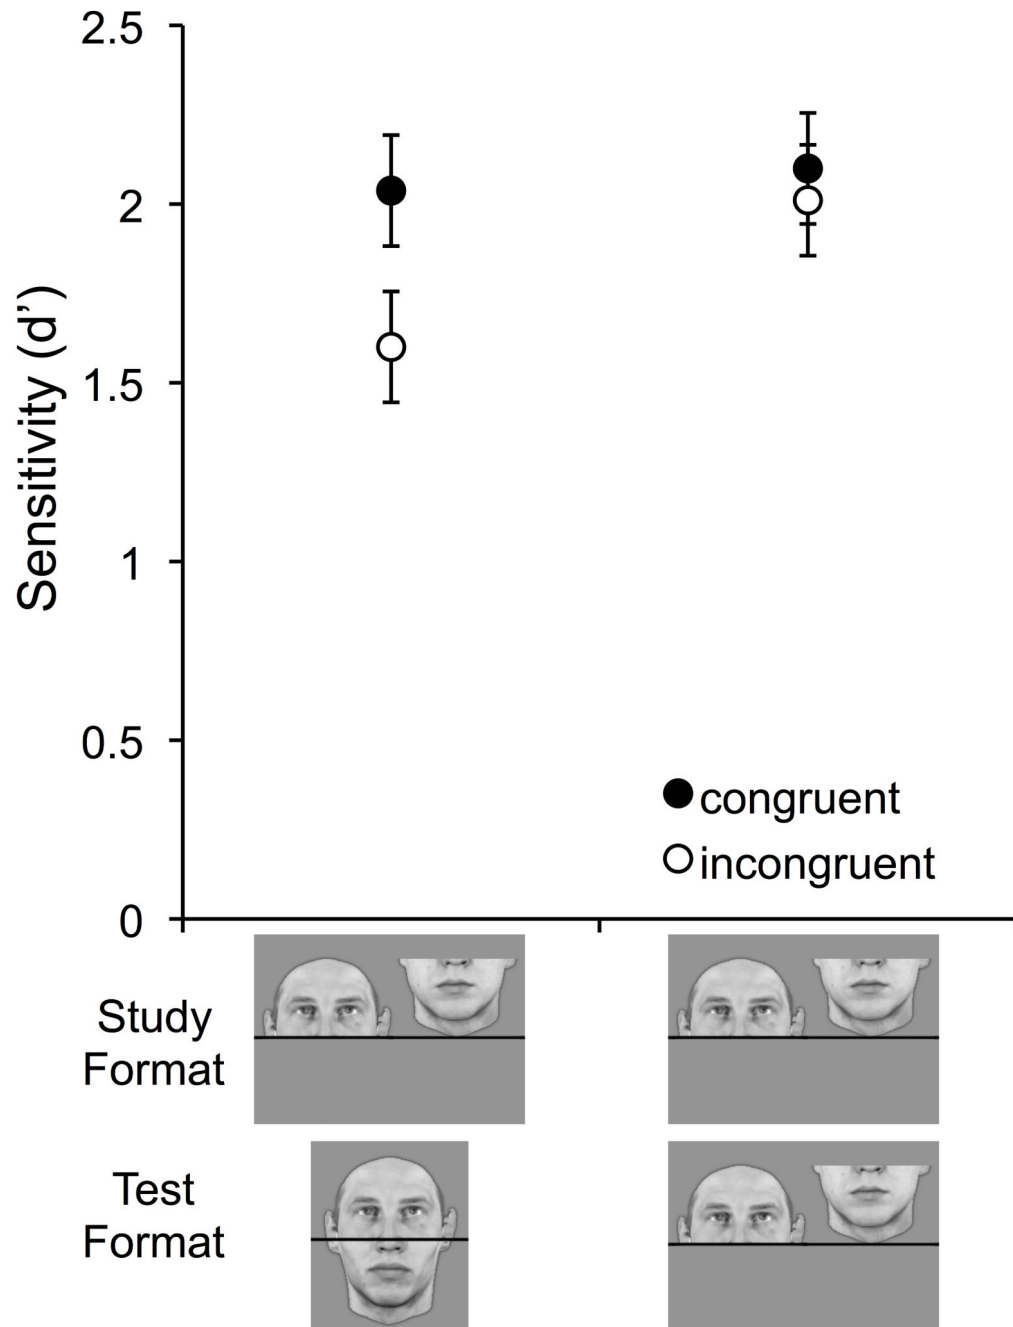 2.5
2
1.5
1
0.5
0
Sensitivity (d’)
congruent
incongruent
Study
Format
Test
Format